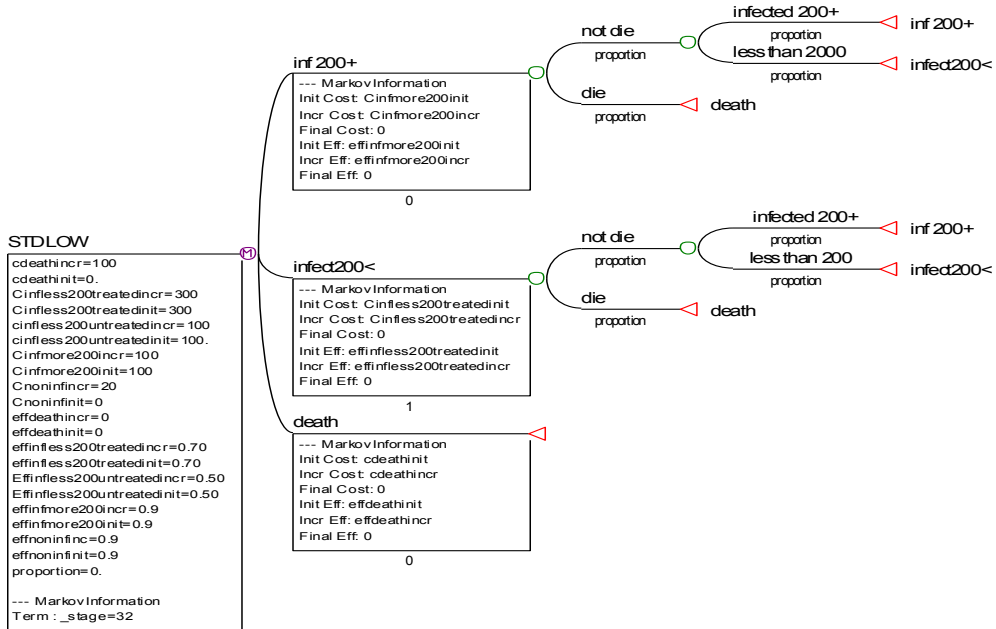 STDLOW
M
cdeathincr=100
cdeathinit=0.
Cinfless200treatedincr=300
Cinfless200treatedinit=300
cinfless200untreatedincr=100
cinfless200untreatedinit=100.
Cinfmore200incr=100
Cinfmore200init=100
Cnoninfincr=20
Cnoninfinit=0
effdeathincr=0
effdeathinit=0
effinfless200treatedincr=0.70
effinfless200treatedinit=0.70
Effinfless200untreatedincr=0.50
Effinfless200untreatedinit=0.50
effinfmore200incr=0.9
effinfmore200init=0.9
effnoninfinc=0.9
effnoninfinit=0.9
proportion=0.
--- Markov Information
Term : _stage=32
inf 200+
--- Markov Information
Init Cost: Cinfmore200init
Incr Cost: Cinfmore200incr
Final Cost: 0
Init Eff: effinfmore200init
Incr Eff: effinfmore200incr
Final Eff: 0
0
not die
proportion
infected 200+
proportion
inf 200+
less than 2000
proportion
infect200<
die
proportion
death
infect200<
--- Markov Information
Init Cost: Cinfless200treatedinit
Incr Cost: Cinfless200treatedincr
Final Cost: 0
Init Eff: effinfless200treatedinit
Incr Eff: effinfless200treatedincr
Final Eff: 0
1
not die
proportion
infected 200+
proportion
inf 200+
less than 200
proportion
infect200<
die
proportion
death
death
--- Markov Information
Init Cost: cdeathinit
Incr Cost: cdeathincr
Final Cost: 0
Init Eff: effdeathinit
Incr Eff: effdeathincr
Final Eff: 0
0